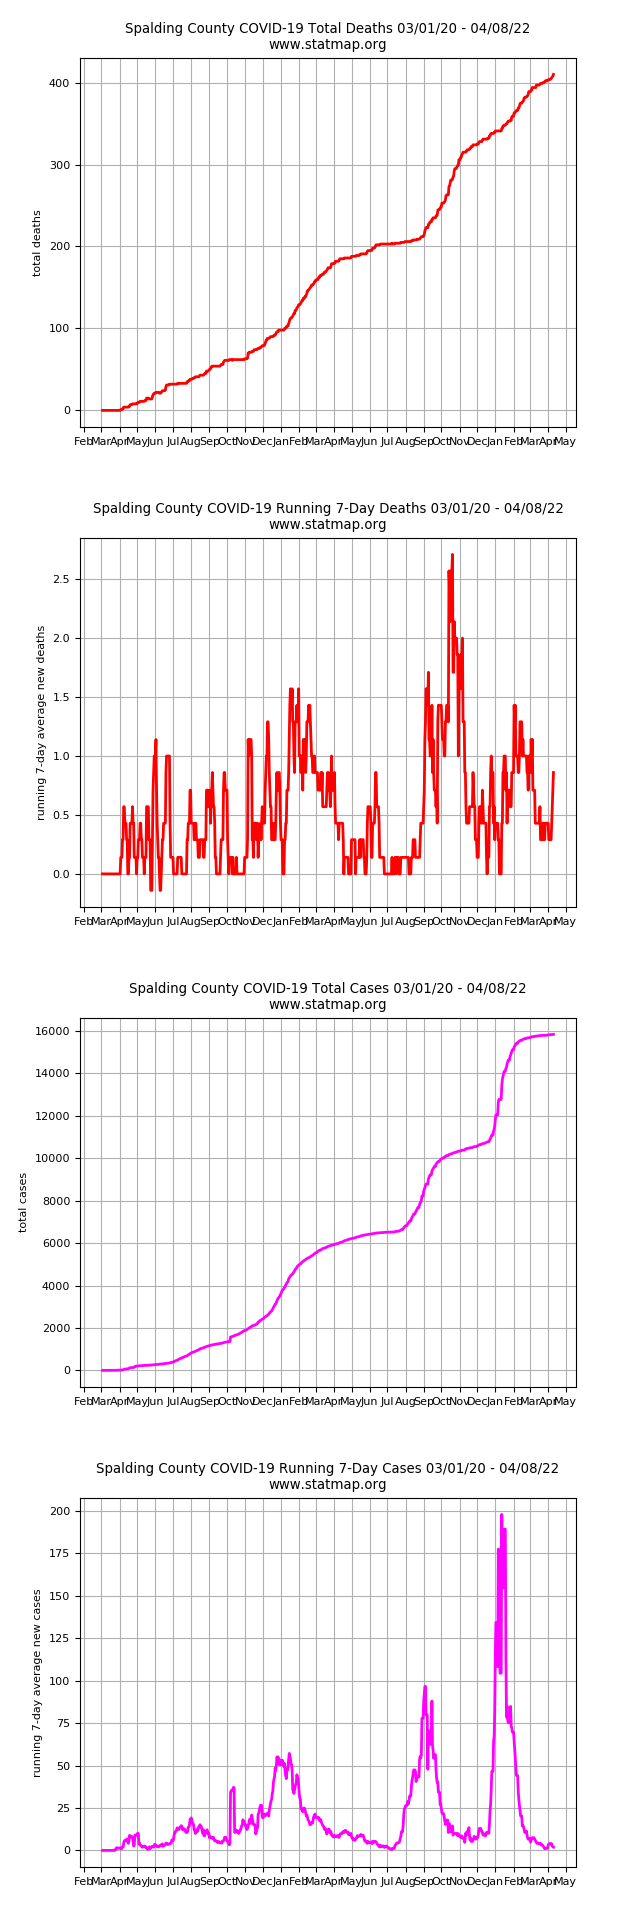 Spalding County COVID-19 Total Deaths 03/01/20 - 04/08/22
www.statmap.org
400
300
200
100
0
total deaths
Feb Mar Apr May Jun Jul Aug Sep Oct Nov Dec Jan Feb Mar Apr May Jun Jul Aug Sep Oct Nov Dec Jan Feb Mar Apr May
Spalding County COVID-19 Running 7-Day Deaths 03/01/20 - 04/08/22
www.statmap.org
2.5
2.0
1.5
1.0
0.5
0.0
running 7-day average new deaths
Feb Mar Apr May Jun Jul Aug Sep Oct Nov Dec Jan Feb Mar Apr May Jun Jul Aug Sep Oct Nov Dec Jan Feb Mar Apr May
Spalding County COVID-19 Total Cases 03/01/20 - 04/08/22
www.statmap.org
16000
14000
12000
10000
8000
6000
4000
2000
0
total cases
Feb Mar Apr May Jun Jul Aug Sep Oct Nov Dec Jan Feb Mar Apr May Jun Jul Aug Sep Oct Nov Dec Jan Feb Mar Apr May
Spalding County COVID-19 Running 7-Day Cases 03/01/20 - 04/08/22
www.statmap.org
200
175
150
125
100
75
50
25
0
running 7-day average new cases
Feb Mar Apr May Jun Jul Aug Sep Oct Nov Dec Jan Feb Mar Apr May Jun Jul Aug Sep Oct Nov Dec Jan Feb Mar Apr May